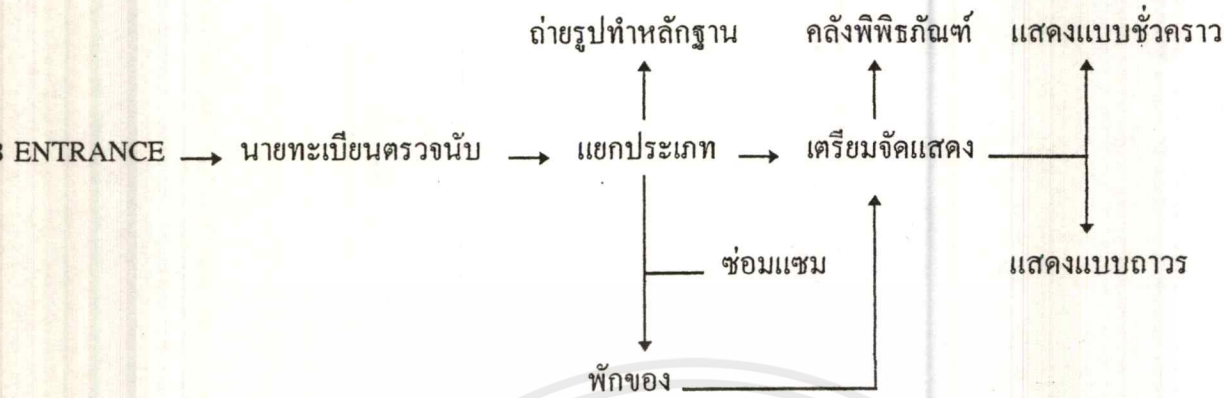 ถ่ายรูปทำหลักฐาน คลังพิพิธภัณฑ์ แสดงแบบชั่วคราว
ENTRANCE → นายทะเบียนตรวจนับ → แยกประเภท → เตรียมจัดแสดง
ซ่อมแซม แสดงแบบถาวร
พักของ